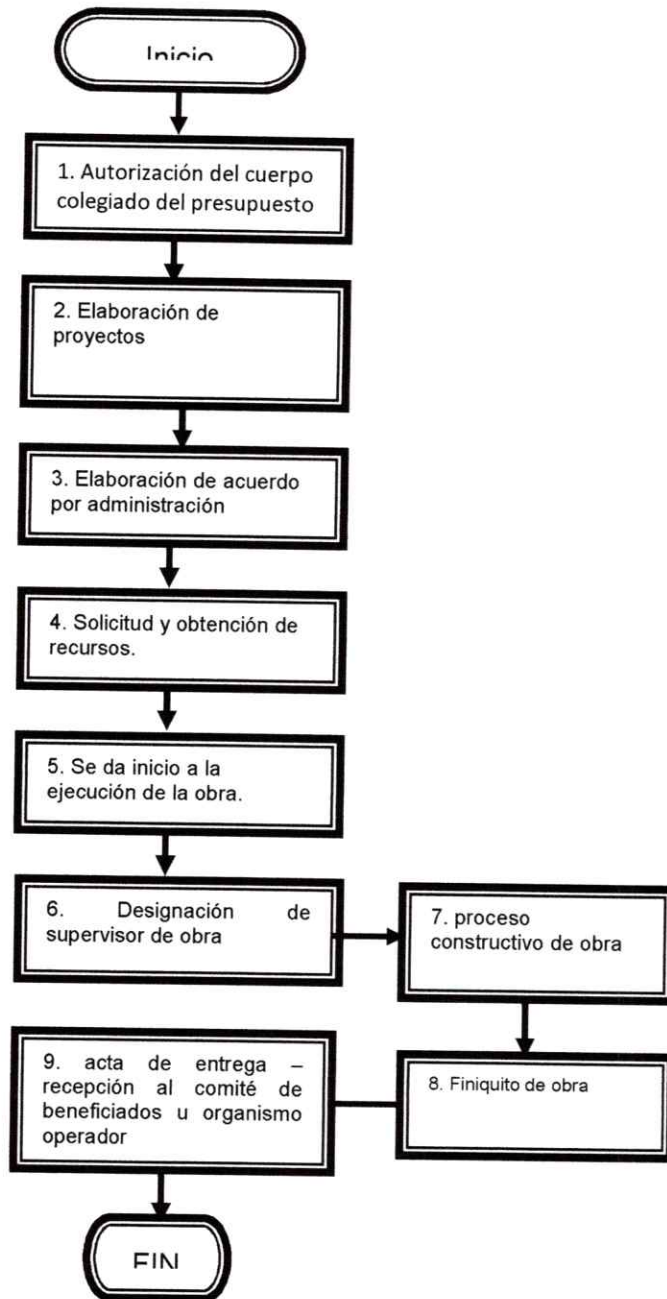 Inicio
1. Autorización del cuerpo
colegiado del presupuesto
2. Elaboración de
proyectos
3. Elaboración de acuerdo
por administración
4. Solicitud y obtención de
recursos.
5. Se da inicio a la
ejecución de la obra.
6. Designación de
supervisor de obra
7. proceso
constructivo de obra
8. Finiquito de obra
9. acta de entrega –
recepción al comité de
beneficiados u organismo
operador
FIN